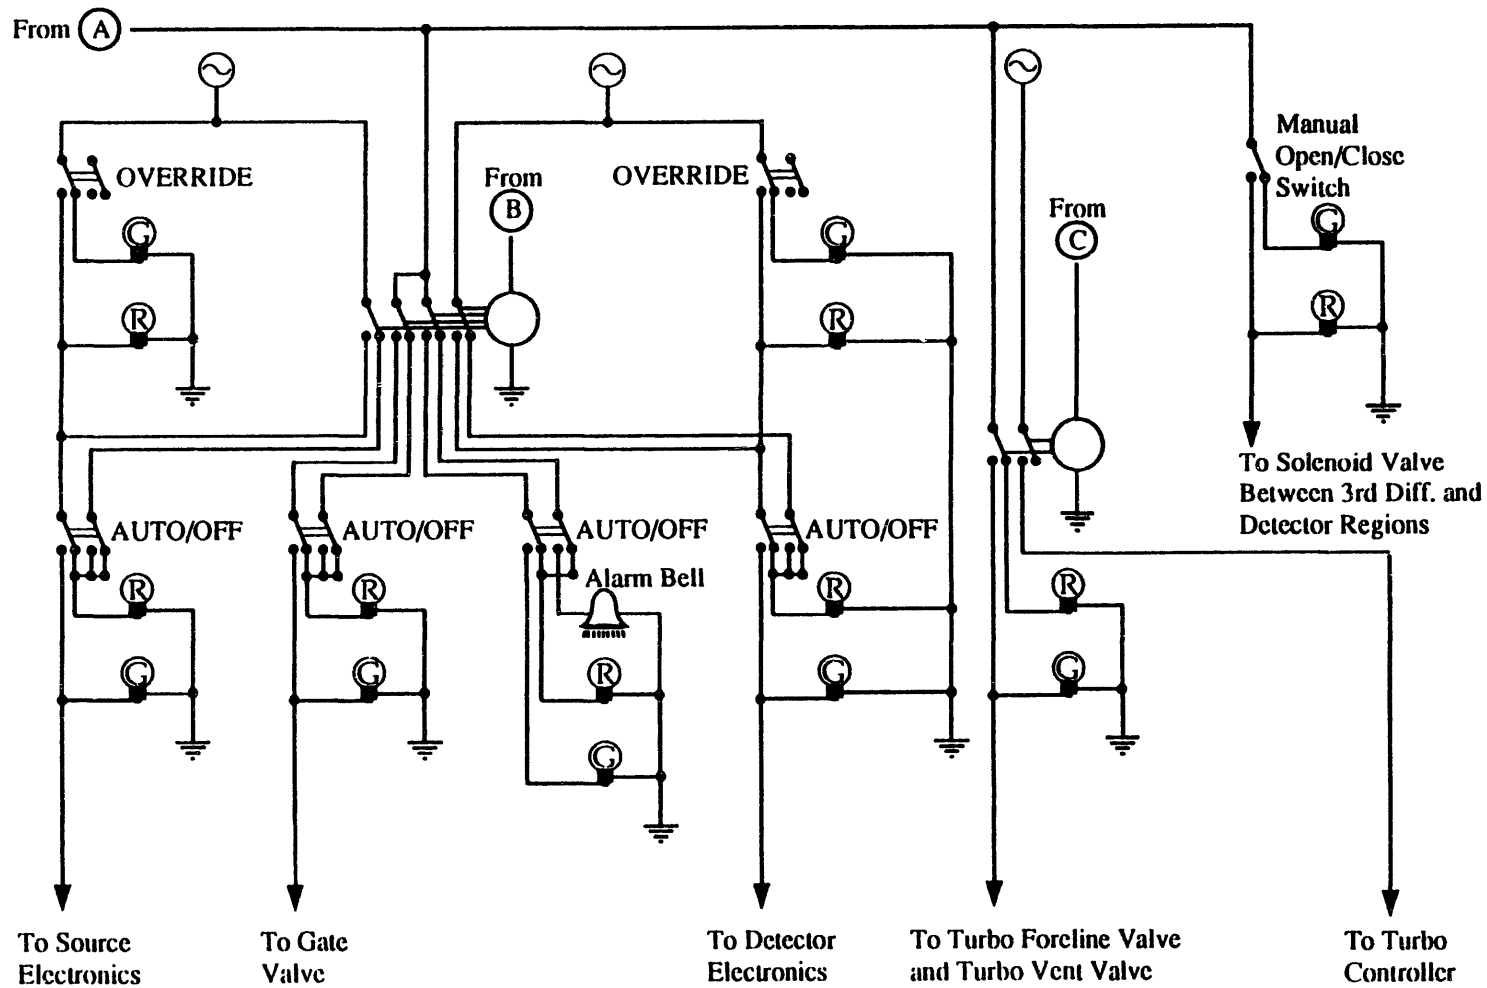 From A
Manual
Open/Close
Switch
OVERRIDE
From
B
OVERRIDE
From
C
G
G
G
R
R
R
To Solenoid Valve
Between 3rd Diff. and
Detector Regions
AUTO/OFF
AUTO/OFF
AUTO/OFF
AUTO/OFF
Alarm Bell
R
R
R
R
G
G
R
G
G
G
To Source
Electronics
To Gate
Valve
To Detector
Electronics
To Turbo Foreline Valve
and Turbo Vent Valve
To Turbo
Controller